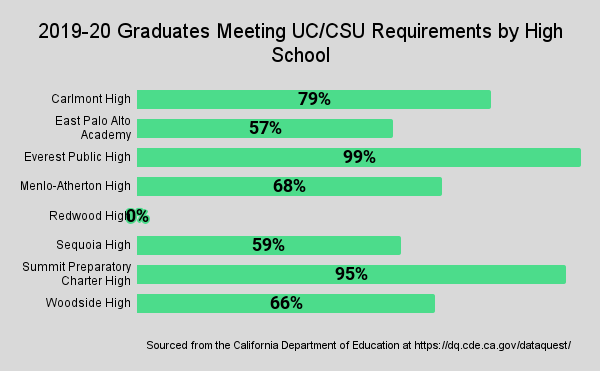 2019-20 Graduates Meeting UC/CSU Requirements by High
School
Carlmont High 79%
East Palo Alto
Academy 57%
Everest Public High 99%
Menlo-Atherton High 68%
Redwood High 0%
Sequoia High 59%
Summit Preparatory
Charter High 95%
Woodside High 66%
Sourced from the California Department of Education at https://dq.cde.ca.gov/dataquest/